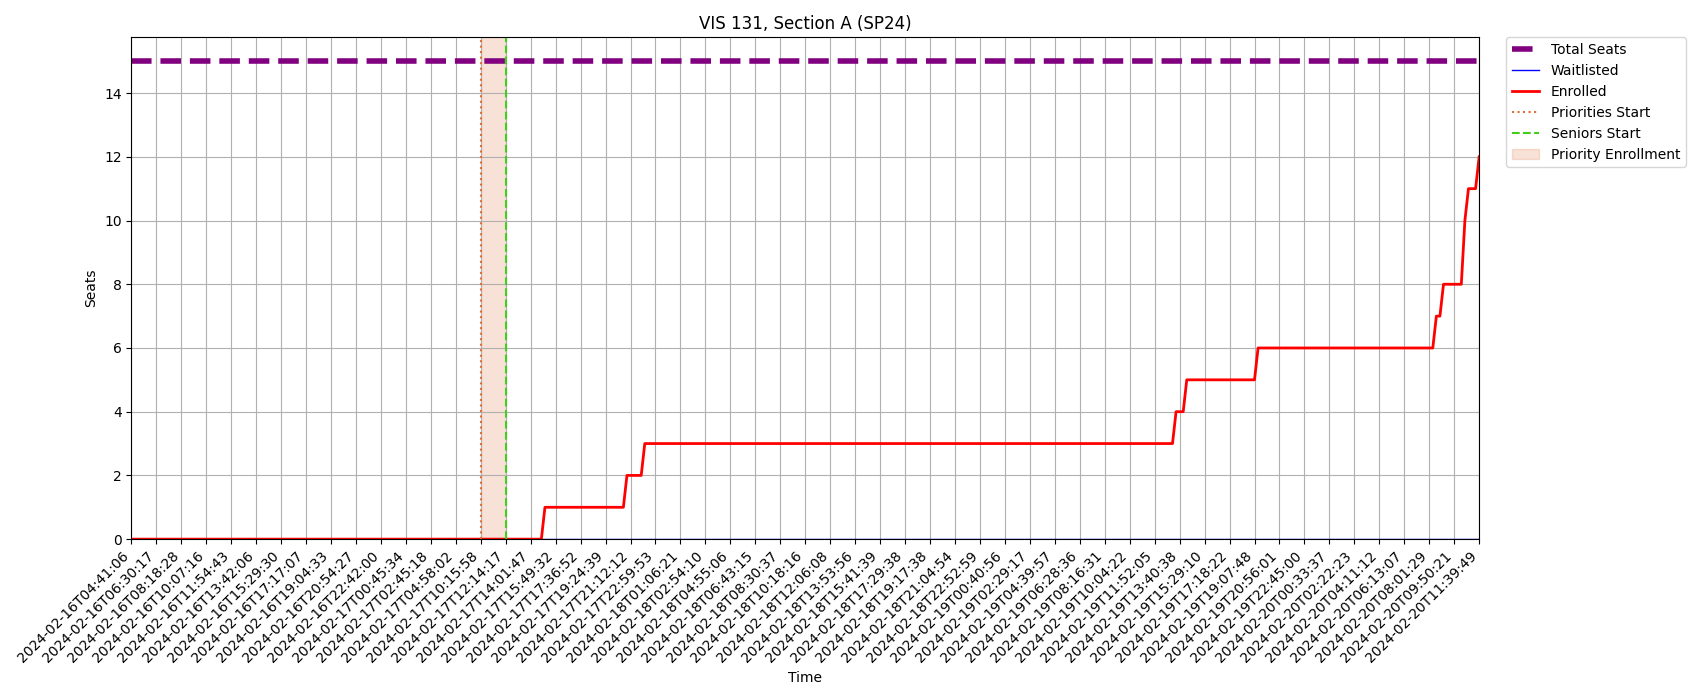 VIS 131, Section A (SP24)
Total Seats
Waitlisted
Enrolled
Priorities Start
Seniors Start
Priority Enrollment
Seats
14
12
10
8
6
4
2
0
2024-02-16T04:41:06
2024-02-16T06:30:17
2024-02-16T08:18:28
2024-02-16T10:07:16
2024-02-16T11:54:43
2024-02-16T13:42:06
2024-02-16T15:29:30
2024-02-16T17:17:07
2024-02-16T19:04:33
2024-02-16T20:54:27
2024-02-16T22:42:00
2024-02-17T00:45:34
2024-02-17T02:45:18
2024-02-17T04:58:02
2024-02-17T10:15:58
2024-02-17T12:14:17
2024-02-17T14:01:47
2024-02-17T15:49:32
2024-02-17T17:36:52
2024-02-17T19:24:39
2024-02-17T21:12:12
2024-02-17T22:59:53
2024-02-18T01:06:21
2024-02-18T02:54:10
2024-02-18T04:55:06
2024-02-18T06:43:15
2024-02-18T08:30:37
2024-02-18T10:18:16
2024-02-18T12:06:08
2024-02-18T13:53:56
2024-02-18T15:41:39
2024-02-18T17:29:38
2024-02-18T19:17:38
2024-02-18T21:04:54
2024-02-18T22:52:59
2024-02-19T00:40:56
2024-02-19T02:29:17
2024-02-19T04:39:57
2024-02-19T06:28:36
2024-02-19T08:16:31
2024-02-19T10:04:22
2024-02-19T11:52:05
2024-02-19T13:40:38
2024-02-19T15:29:10
2024-02-19T17:18:22
2024-02-19T19:07:48
2024-02-19T20:56:01
2024-02-19T22:45:00
2024-02-20T00:33:37
2024-02-20T02:22:23
2024-02-20T04:11:12
2024-02-20T06:13:07
2024-02-20T08:01:29
2024-02-20T09:50:21
2024-02-20T11:39:49
Time